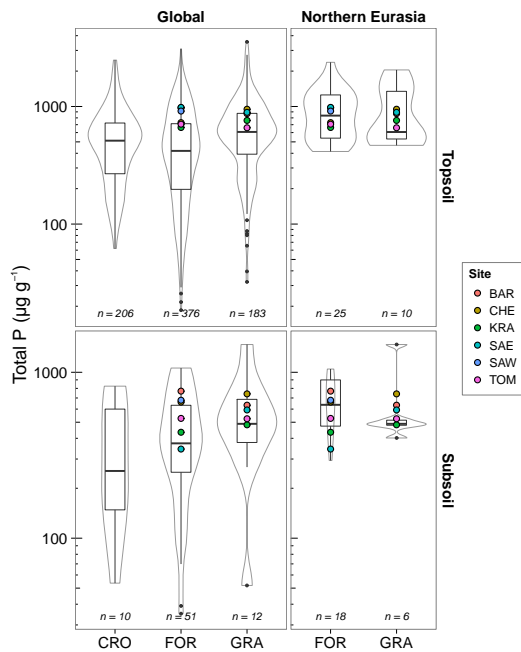 Global
Northern Eurasia
1000
100
n = 206
n = 376
n = 183
n = 25
n = 10
Topsoil
Total P (µg g⁻¹)
1000
100
n = 10
n = 51
n = 12
n = 18
n = 6
Subsoil
CRO
FOR
GRA
FOR
GRA
Site
BAR
CHE
KRA
SAE
SAW
TOM